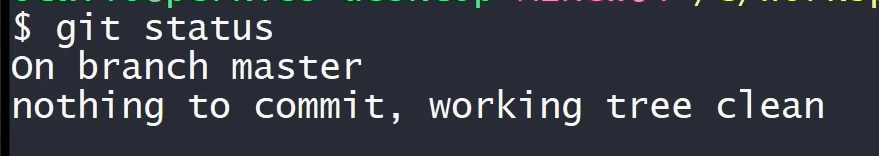 $ git status
On branch master
nothing to commit, working tree clean